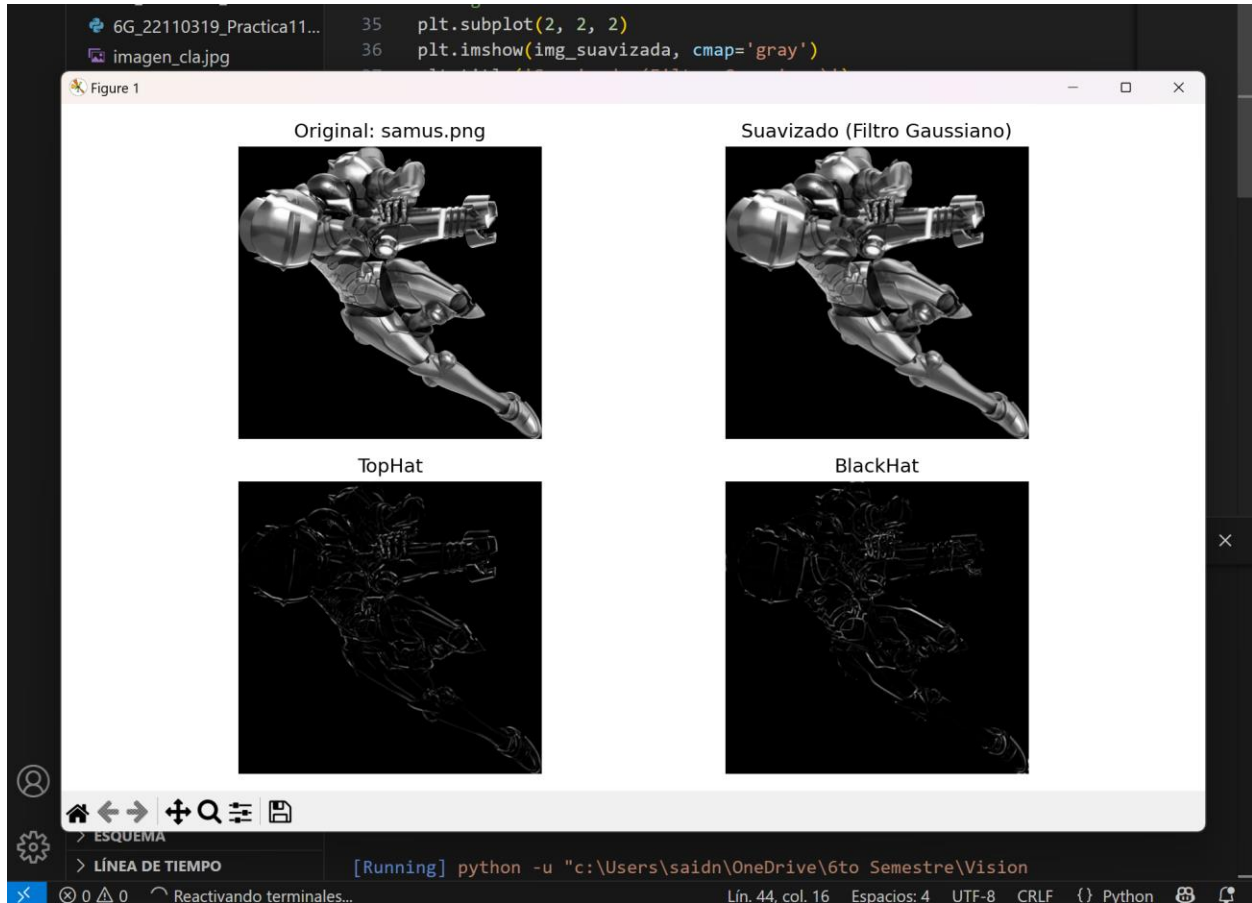 6G_22110319_Practica11...
imagen_cla.jpg
35 plt.subplot(2, 2, 2)
36 plt.imshow(img_suavizada, cmap='gray')
Figure 1
Original: samus.png
Suavizado (Filtro Gaussiano)
TopHat
BlackHat
> ESQUEMA
> LÍNEA DE TIEMPO
[Running] python -u "c:\Users\saidn\OneDrive\6to Semestre\Vision
0 0 Reactivando terminales...
Lín. 44, col. 16 Espacios: 4 UTF-8 CRLF {} Python